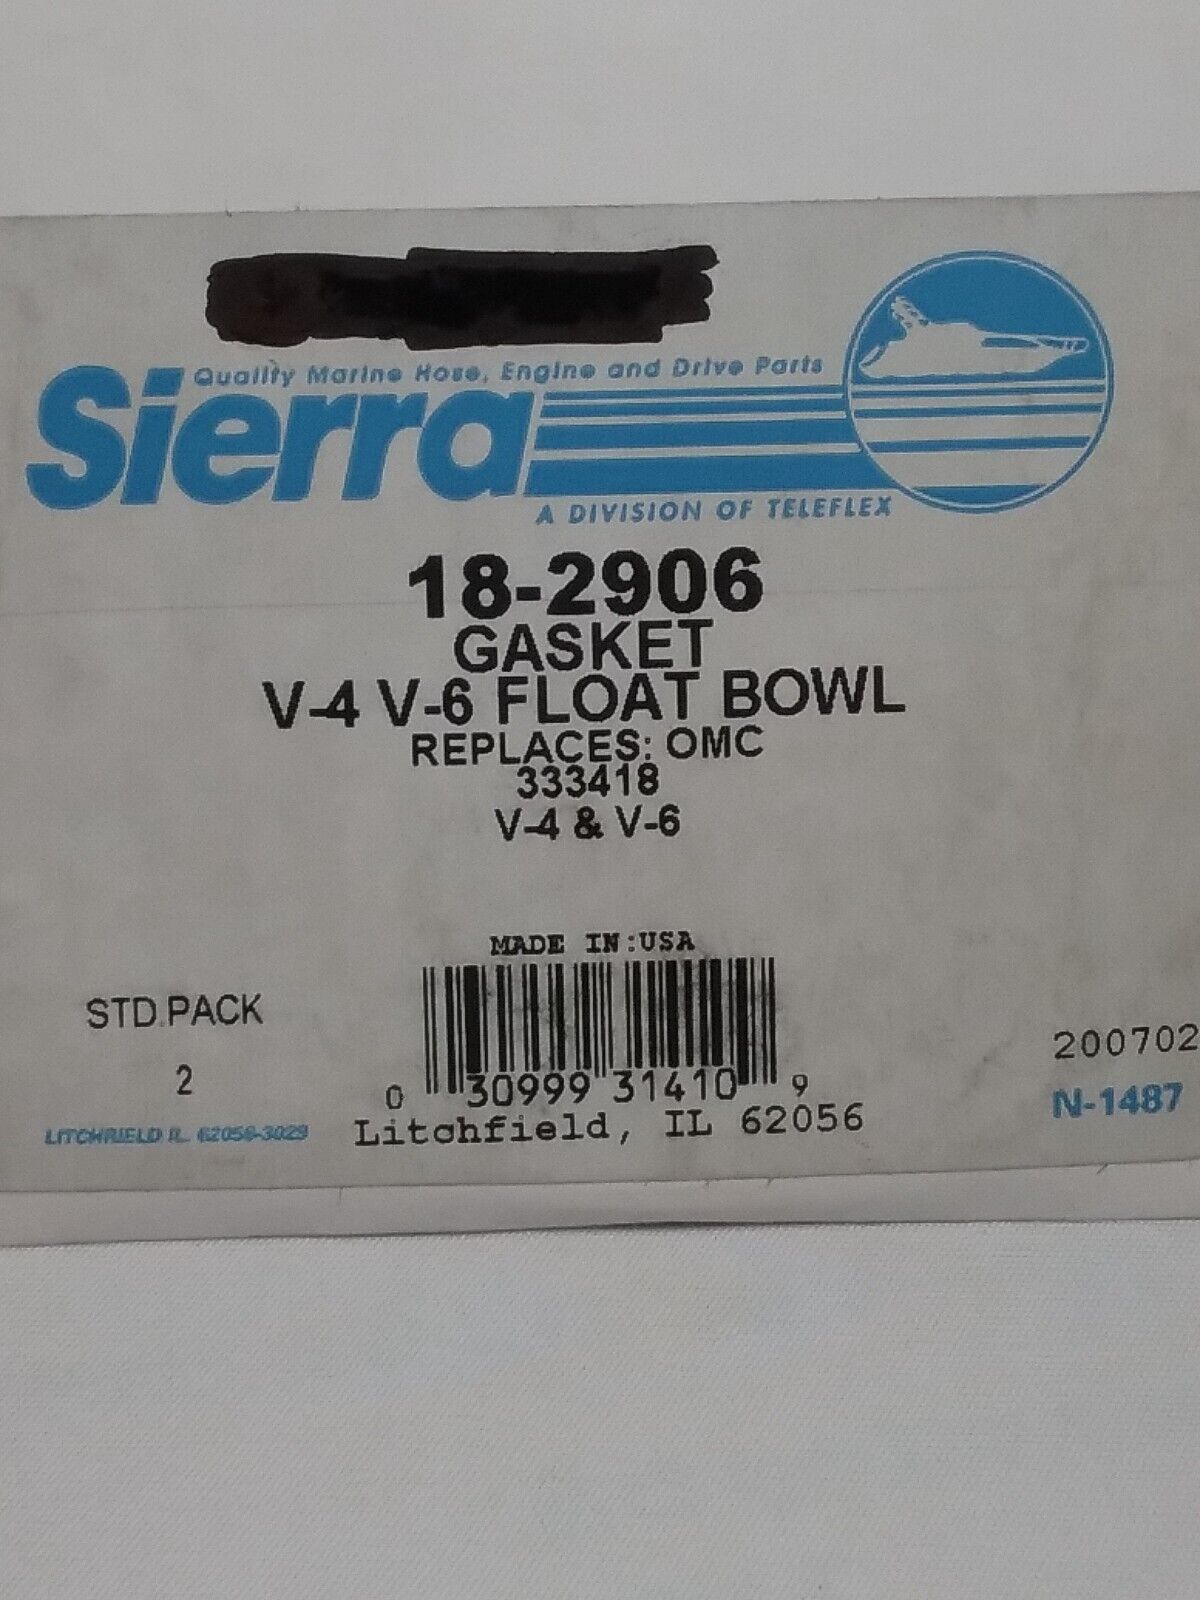 Quality Marine Hose, Engine and Drive Parts
Sierra
A DIVISION OF TELEFLEX
18-2906
GASKET
V-4 V-6 FLOAT BOWL
REPLACES: OMC
333418
V-4 & V-6
MADE IN:USA
STD.PACK
2
0 30999 31410 9
200702
N-1487
LITCHFIELD IL 62056-3029
Litchfield, IL 62056